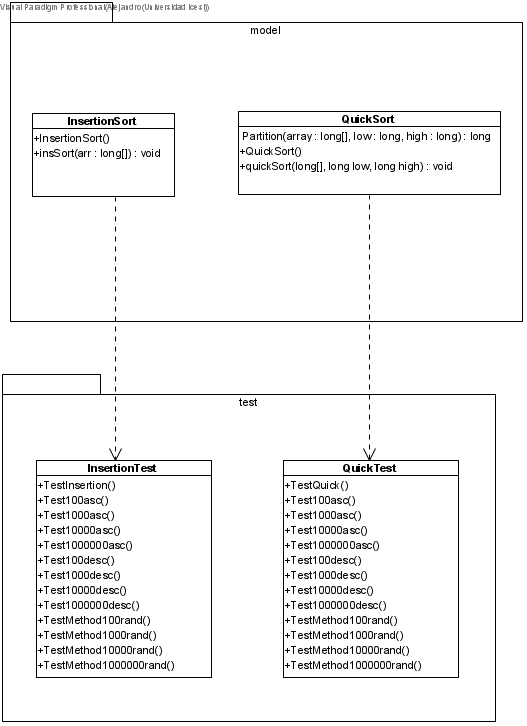 Visual Paradigm Professional(Alejandro(Universidad Icesi))
model
InsertionSort
+InsertionSort()
+insSort(arr : long[]) : void
QuickSort
Partition(array : long[], low : long, high : long) : long
+QuickSort()
+quickSort(long[], long low, long high) : void
test
InsertionTest
+TestInsertion()
+Test100asc()
+Test1000asc()
+Test10000asc()
+Test1000000asc()
+Test100desc()
+Test1000desc()
+Test10000desc()
+Test1000000desc()
+TestMethod100rand()
+TestMethod1000rand()
+TestMethod10000rand()
+TestMethod1000000rand()
QuickTest
+TestQuick()
+Test100asc()
+Test1000asc()
+Test10000asc()
+Test1000000asc()
+Test100desc()
+Test1000desc()
+Test10000desc()
+Test1000000desc()
+TestMethod100rand()
+TestMethod1000rand()
+TestMethod10000rand()
+TestMethod1000000rand()